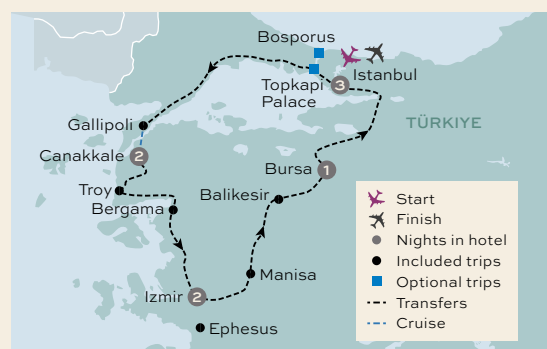 Bosporus
Istanbul
3
Topkapi
Palace
TÜRKIYE
Gallipoli
Canakkale
2
Bursa
1
Troy
Balikesir
Bergama
Manisa
Izmir
2
Ephesus
Start
Finish
Nights in hotel
Included trips
Optional trips
Transfers
Cruise